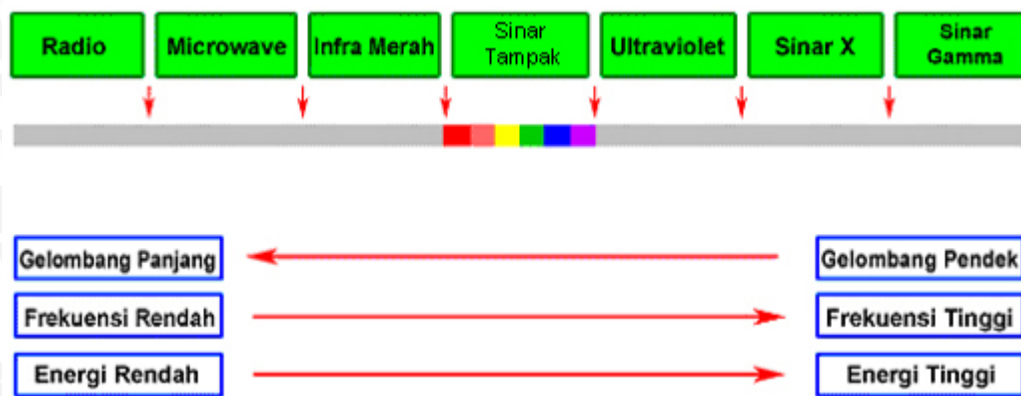 Radio
Microwave
Infra Merah
Sinar
Tampak
Ultraviolet
Sinar X
Sinar
Gamma
Gelombang Panjang
Gelombang Pendek
Frekuensi Rendah
Frekuensi Tinggi
Energi Rendah
Energi Tinggi